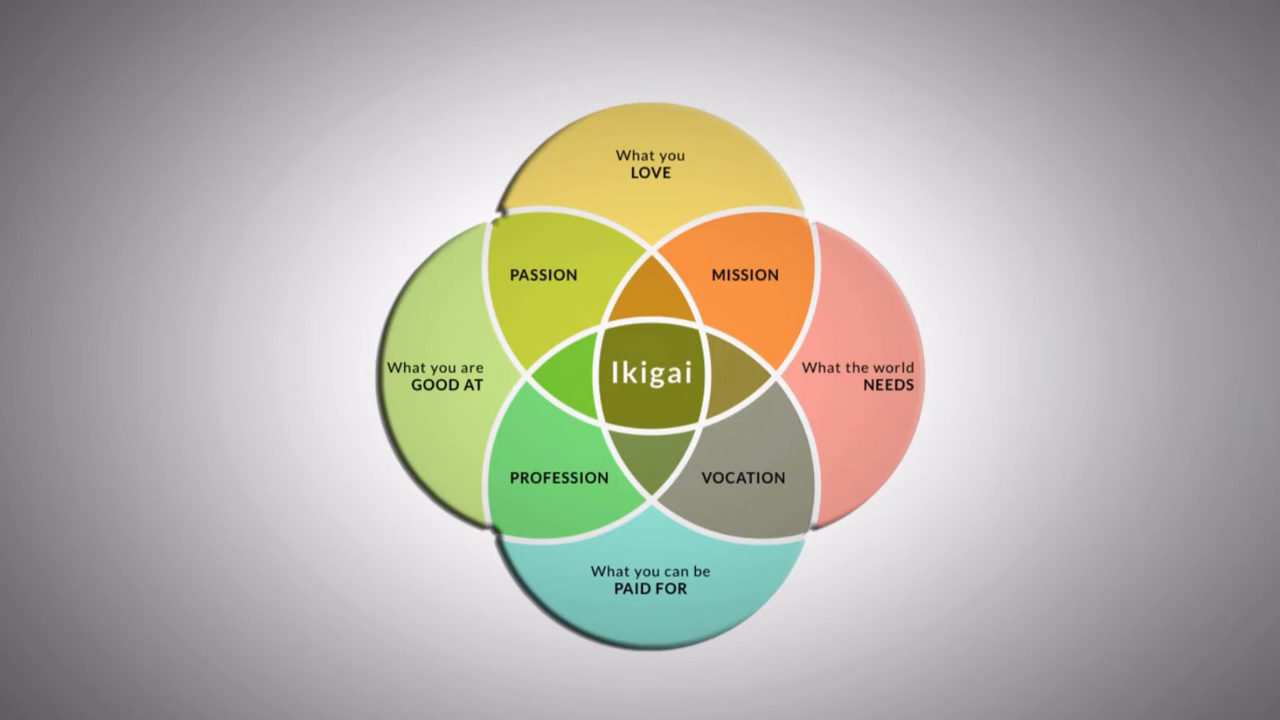 What you
LOVE
PASSION
MISSION
What you are
GOOD AT
Ikigai
What the world
NEEDS
PROFESSION
VOCATION
What you can be
PAID FOR